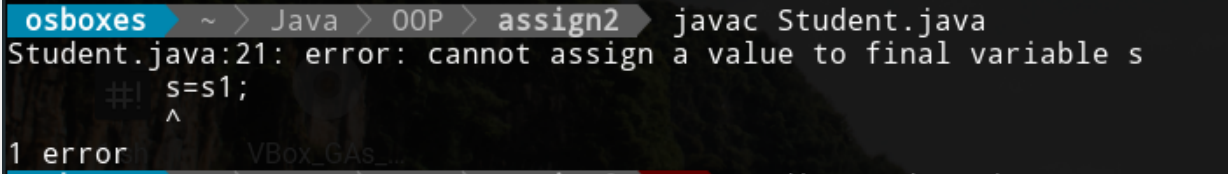 osboxes ~ Java OOP assign2 javac Student.java
Student.java:21: error: cannot assign a value to final variable s
s=s1;
^
#!
1 error
VBox_GAs_...